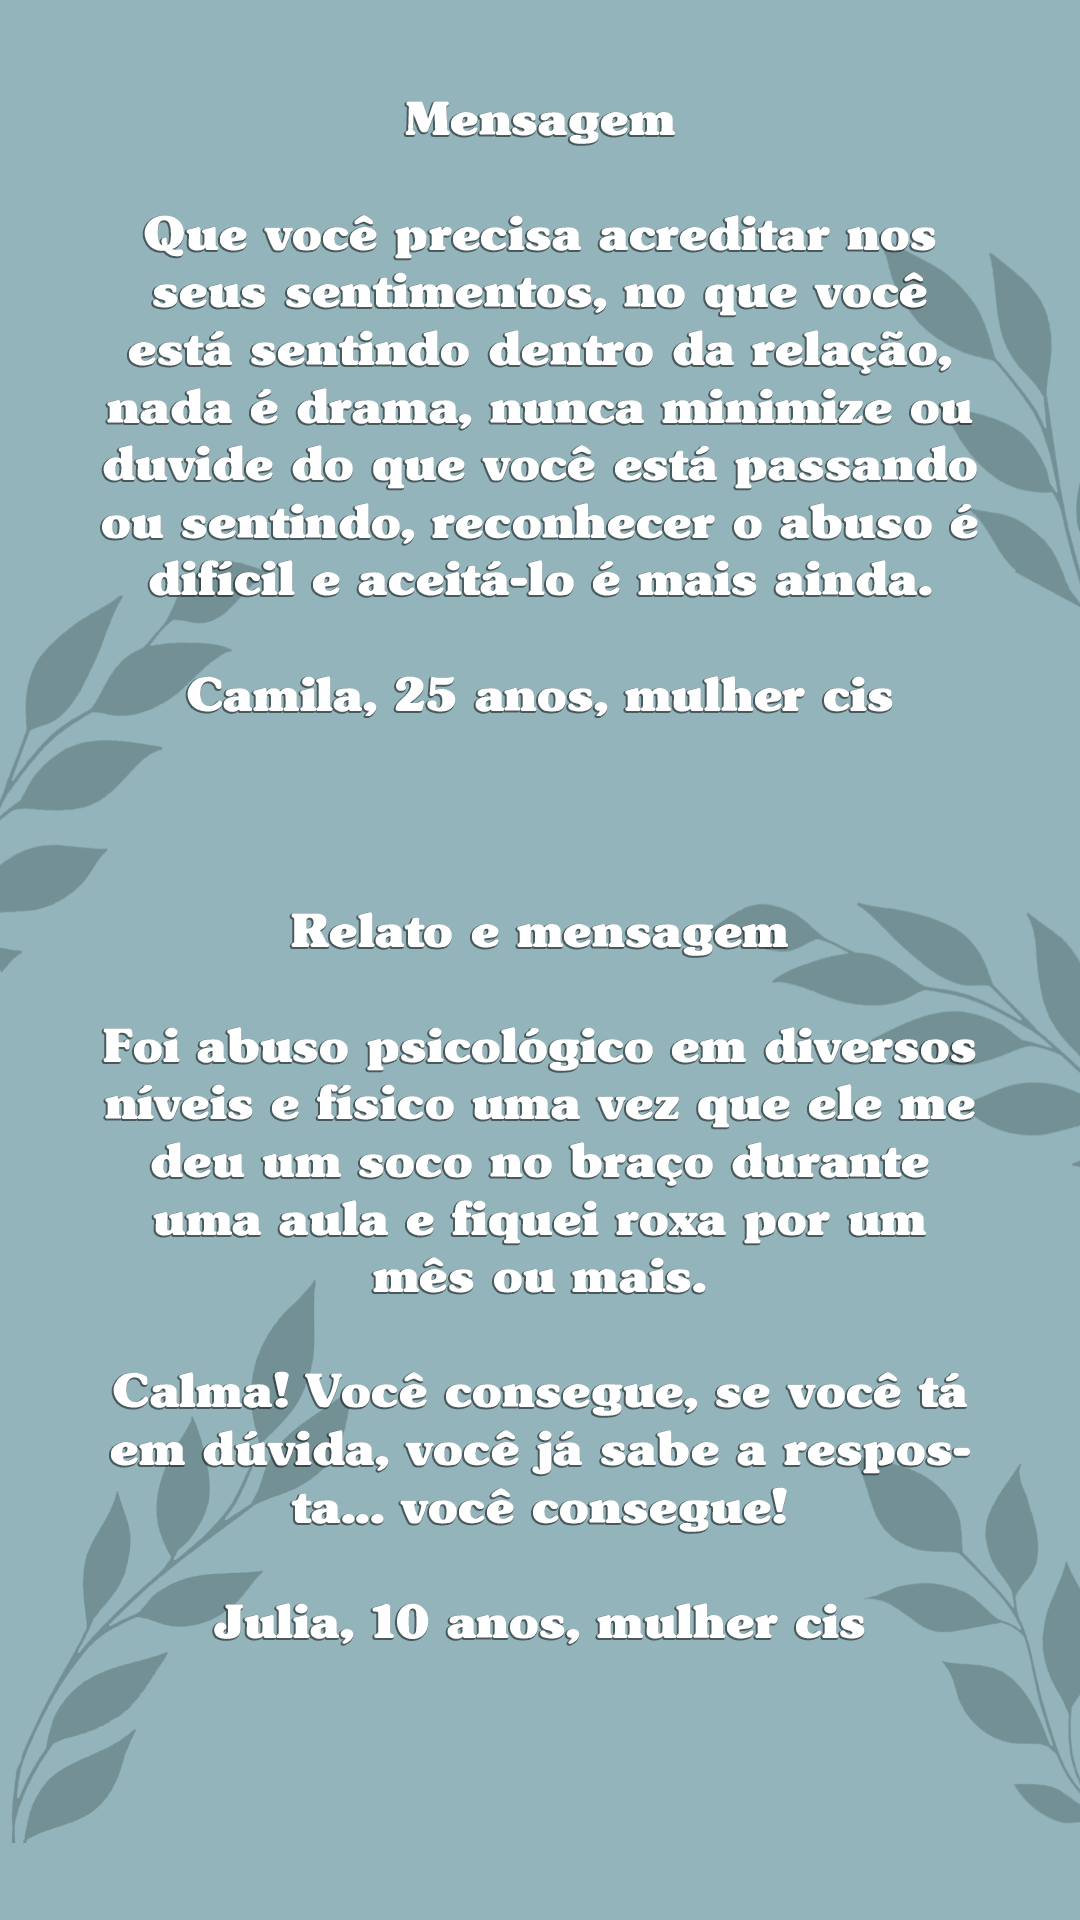 Mensagem
Que você precisa acreditar nos
seus sentimentos, no que você
está sentindo dentro da relação,
nada é drama, nunca minimize ou
duvide do que você está passando
ou sentindo, reconhecer o abuso é
difícil e aceitá-lo é mais ainda.
Camila, 25 anos, mulher cis
Relato e mensagem
Foi abuso psicológico em diversos
níveis e físico uma vez que ele me
deu um soco no braço durante
uma aula e fiquei roxa por um
mês ou mais.
Calma! Você consegue, se você tá
em dúvida, você já sabe a respos-
ta... você consegue!
Julia, 10 anos, mulher cis